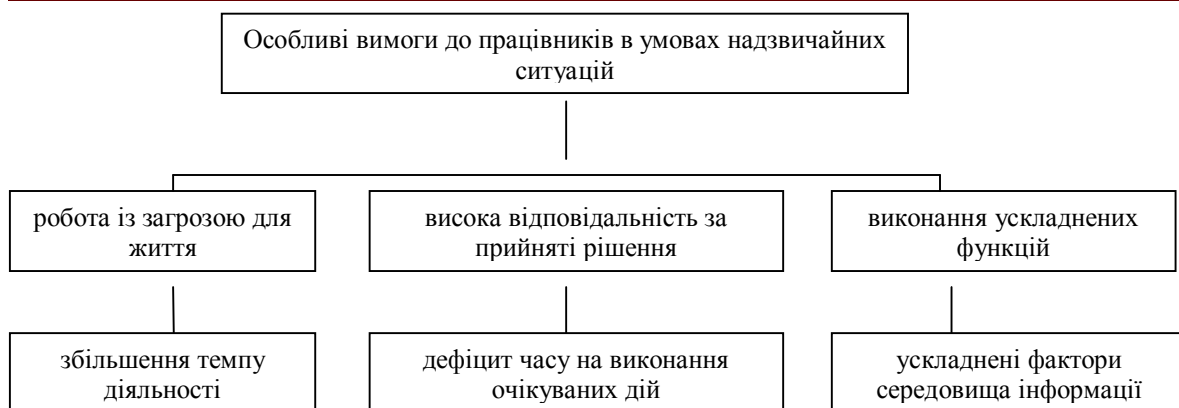 Особливі вимоги до працівників в умовах надзвичайних
ситуацій
робота із загрозою для
життя
висока відповідальність за
прийняті рішення
виконання ускладнених
функцій
збільшення темпу
діяльності
дефіцит часу на виконання
очікуваних дій
ускладнені фактори
середовища інформації